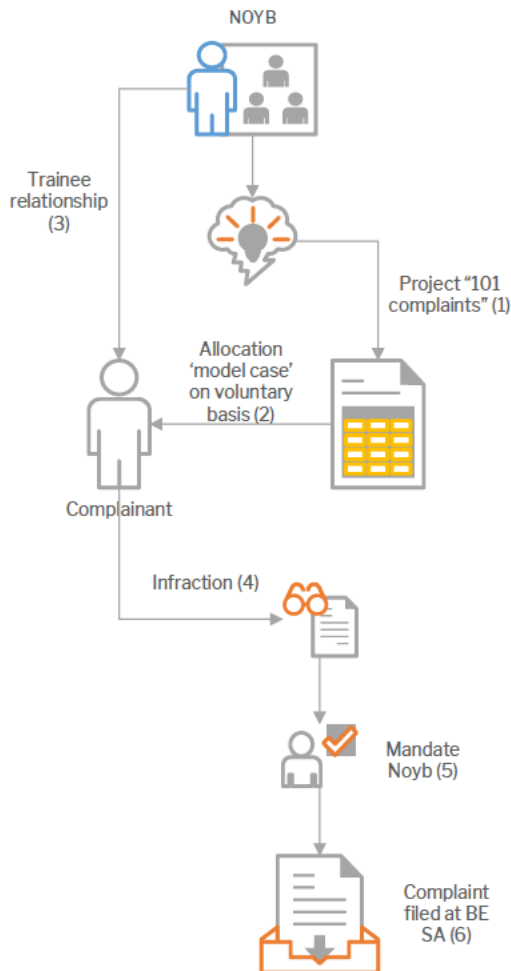 NOYB
Trainee
relationship
(3)
Project “101
complaints” (1)
Allocation
‘model case’
on voluntary
basis (2)
Complainant
Infraction (4)
Mandate
Noyb (5)
Complaint
filed at BE
SA (6)